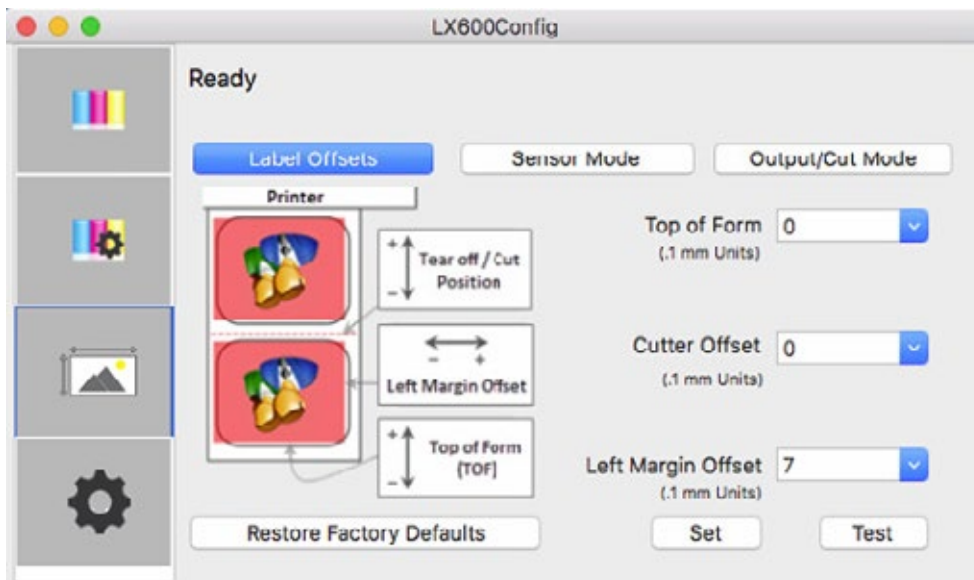 LX600Config
Ready
Label Offsets
Sensor Mode
Output/Cut Mode
Printer
+
Tear off / Cut
Position
–
Top of Form
0
(.1 mm Units)
– +
Left Margin Offset
Cutter Offset
0
(.1 mm Units)
+
Top of Form
(TOF)
–
Left Margin Offset
7
(.1 mm Units)
Restore Factory Defaults
Set
Test